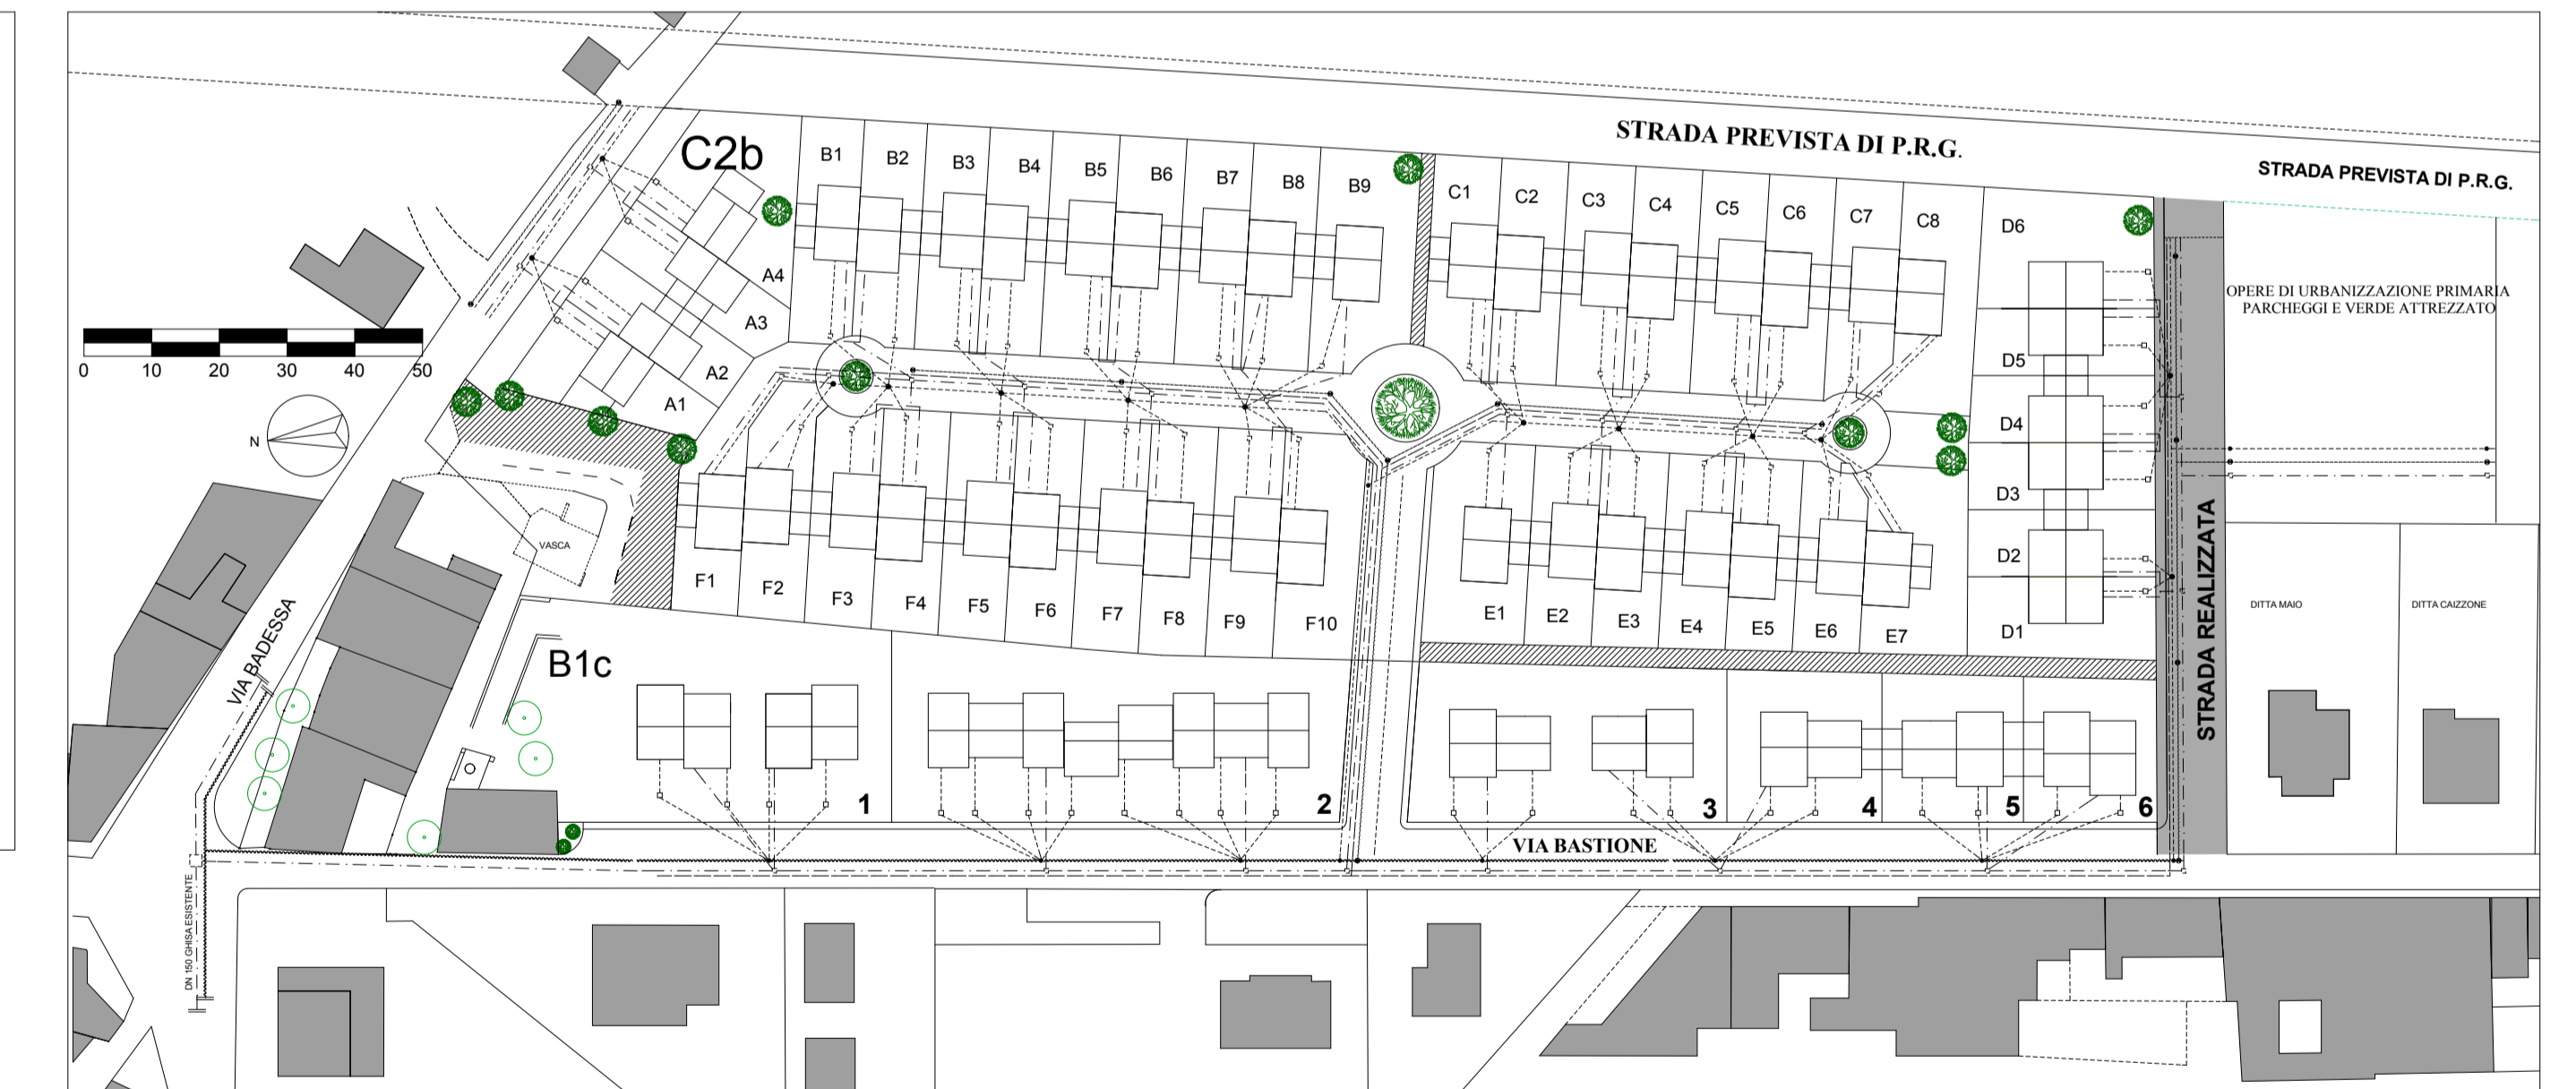 STRADA PREVISTA DI P.R.G.
STRADA PREVISTA DI P.R.G.
C2b
B1
B2
B3
B4
B5
B6
B7
B8
B9
C1
C2
C3
C4
C5
C6
C7
C8
D6
D5
D4
D3
D2
D1
A4
A3
A2
A1
0 10 20 30 40 50
N
OPERE DI URBANIZZAZIONE PRIMARIA
PARCHEGGI E VERDE ATTREZZATO
VASCA
F1
F2
F3
F4
F5
F6
F7
F8
F9
F10
E1
E2
E3
E4
E5
E6
E7
STRADA REALIZZATA
DITTA MAIO
DITTA CAIZZONE
VIA BADESSA
B1c
1
2
3
4
5
6
VIA BASTIONE
DN 150 GHISA ESISTENTE